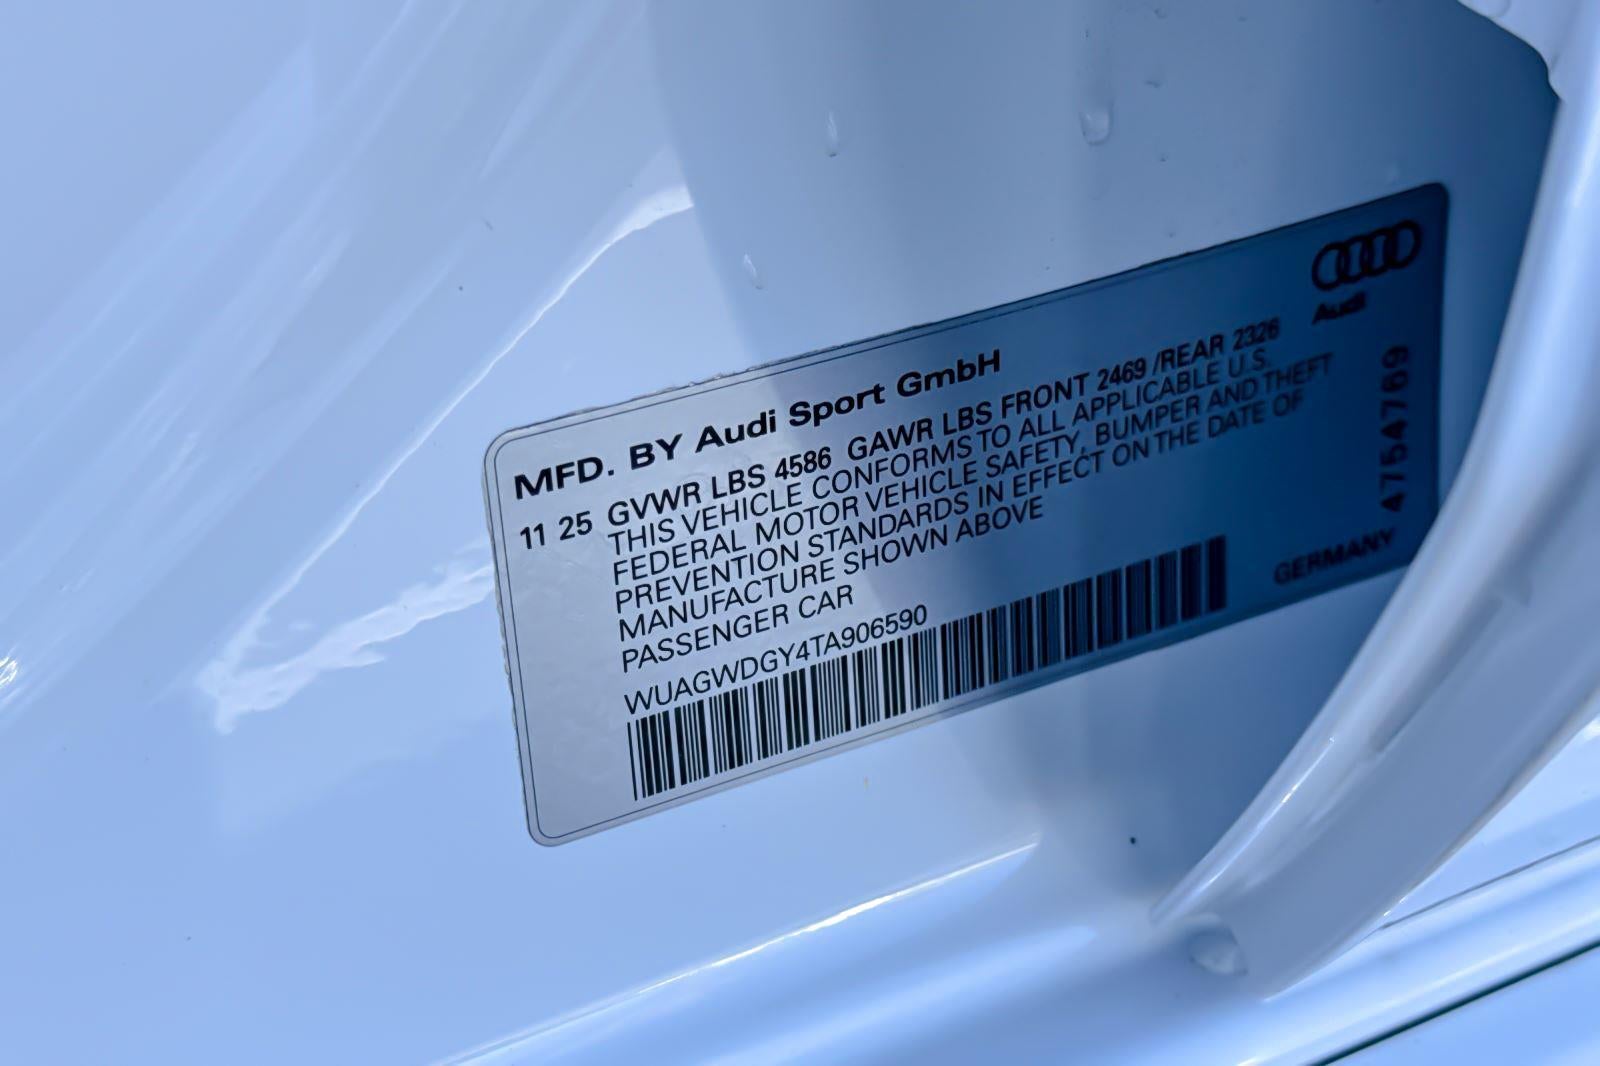 Audi
MFD. BY Audi Sport GmbH
11 25 GVWR LBS 4586 GAWR LBS FRONT 2469 /REAR 2326
THIS VEHICLE CONFORMS TO ALL APPLICABLE U.S.
FEDERAL MOTOR VEHICLE SAFETY, BUMPER AND THEFT
PREVENTION STANDARDS IN EFFECT ON THE DATE OF
MANUFACTURE SHOWN ABOVE
PASSENGER CAR
WUAGWDGY4TA906590
GERMANY
4754769